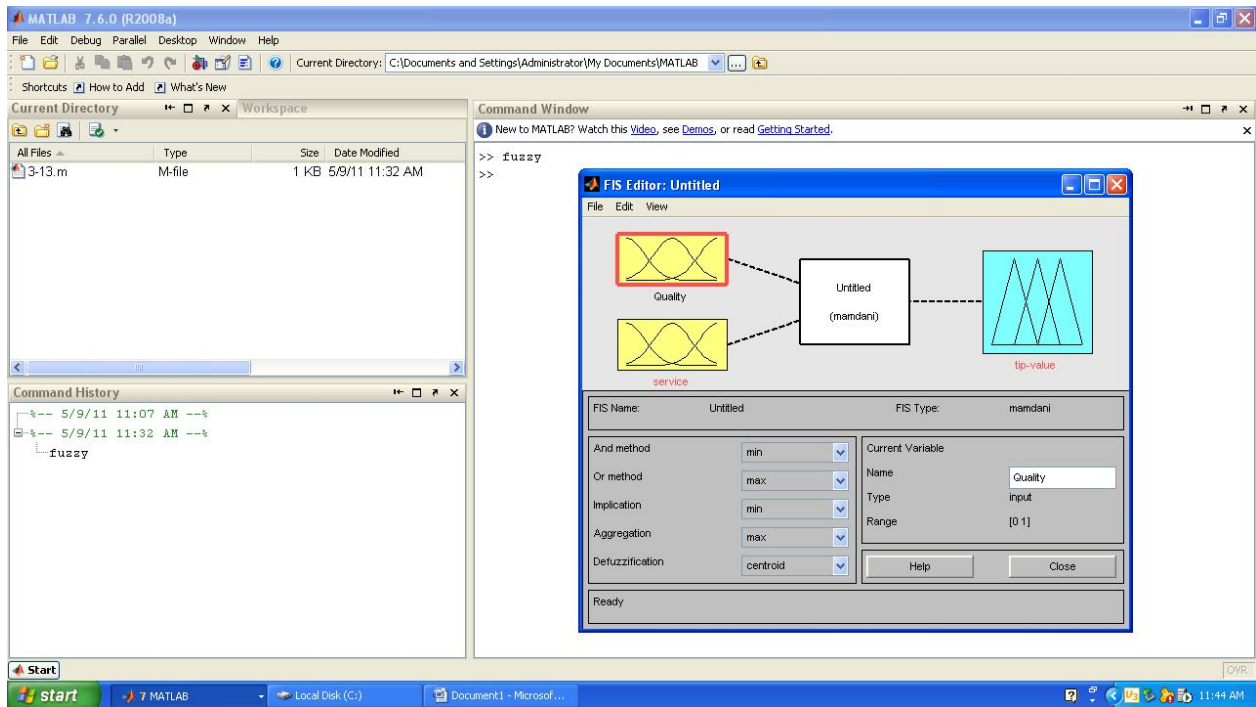 MATLAB 7.6.0 (R2008a)
File Edit Debug Parallel Desktop Window Help
Current Directory: C:\Documents and Settings\Administrator\My Documents\MATLAB
Shortcuts How to Add What's New
Current Directory
Workspace
All Files Type Size Date Modified
3-13.m M-file 1 KB 5/9/11 11:32 AM
Command History
%-- 5/9/11 11:07 AM --%
%-- 5/9/11 11:32 AM --%
fuzzy
Command Window
New to MATLAB? Watch this Video, see Demos, or read Getting Started.
>> fuzzy
>>
FIS Editor: Untitled
File Edit View
Quality
service
Untitled
(mamdani)
tip-value
FIS Name: Untitled FIS Type: mamdani
And method min
Or method max
Implication min
Aggregation max
Defuzzification centroid
Current Variable
Name Quality
Type input
Range [0 1]
Help Close
Ready
Start
OVR
start 7 MATLAB Local Disk (C:) Document1 - Microsof... 11:44 AM